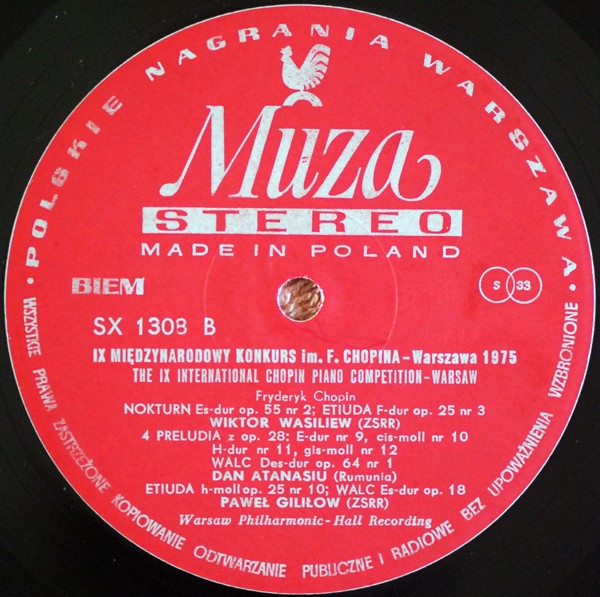 • POLSKIE NAGRANIA WARSZAWA •
Muza
STEREO
MADE IN POLAND
BIEM
S 33
SX 1308 B
IX MIĘDZYNARODOWY KONKURS im. F. CHOPINA – Warszawa 1975
THE IX INTERNATIONAL CHOPIN PIANO COMPETITION – WARSAW
Fryderyk Chopin
NOKTURN Es-dur op. 55 nr 2; ETIUDA F-dur op. 25 nr 3
WIKTOR WASILIEW (ZSRR)
4 PRELUDIA z op. 28: E-dur nr 9, cis-moll nr 10
H-dur nr 11, gis-moll nr 12
WALC Des-dur op. 64 nr 1
DAN ATANASIU (Rumunia)
ETIUDA h-moll op. 25 nr 10; WALC Es-dur op. 18
PAWEŁ GILIŁOW (ZSRR)
Warsaw Philharmonic - Hall Recording
WSZYSTKIE PRAWA ZASTRZEŻONE KOPIOWANIE ODTWARZANIE PUBLICZNE I RADIOWE BEZ UPOWAŻNIENIA WZBRONIONE